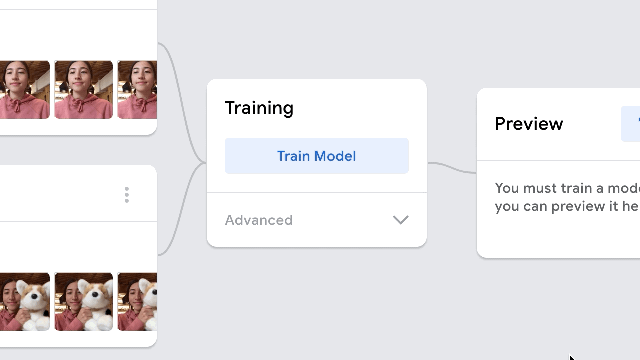 Training
Train Model
Advanced
Preview
You must train a mode
you can preview it he